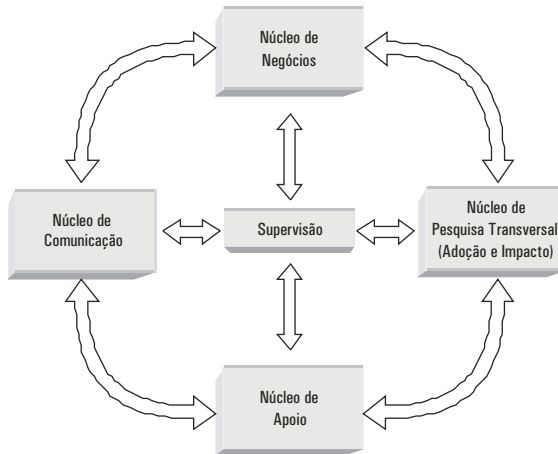 Núcleo de
Negócios
Núcleo de
Comunicação
Supervisão
Núcleo de
Pesquisa Transversal
(Adoção e Impacto)
Núcleo de
Apoio